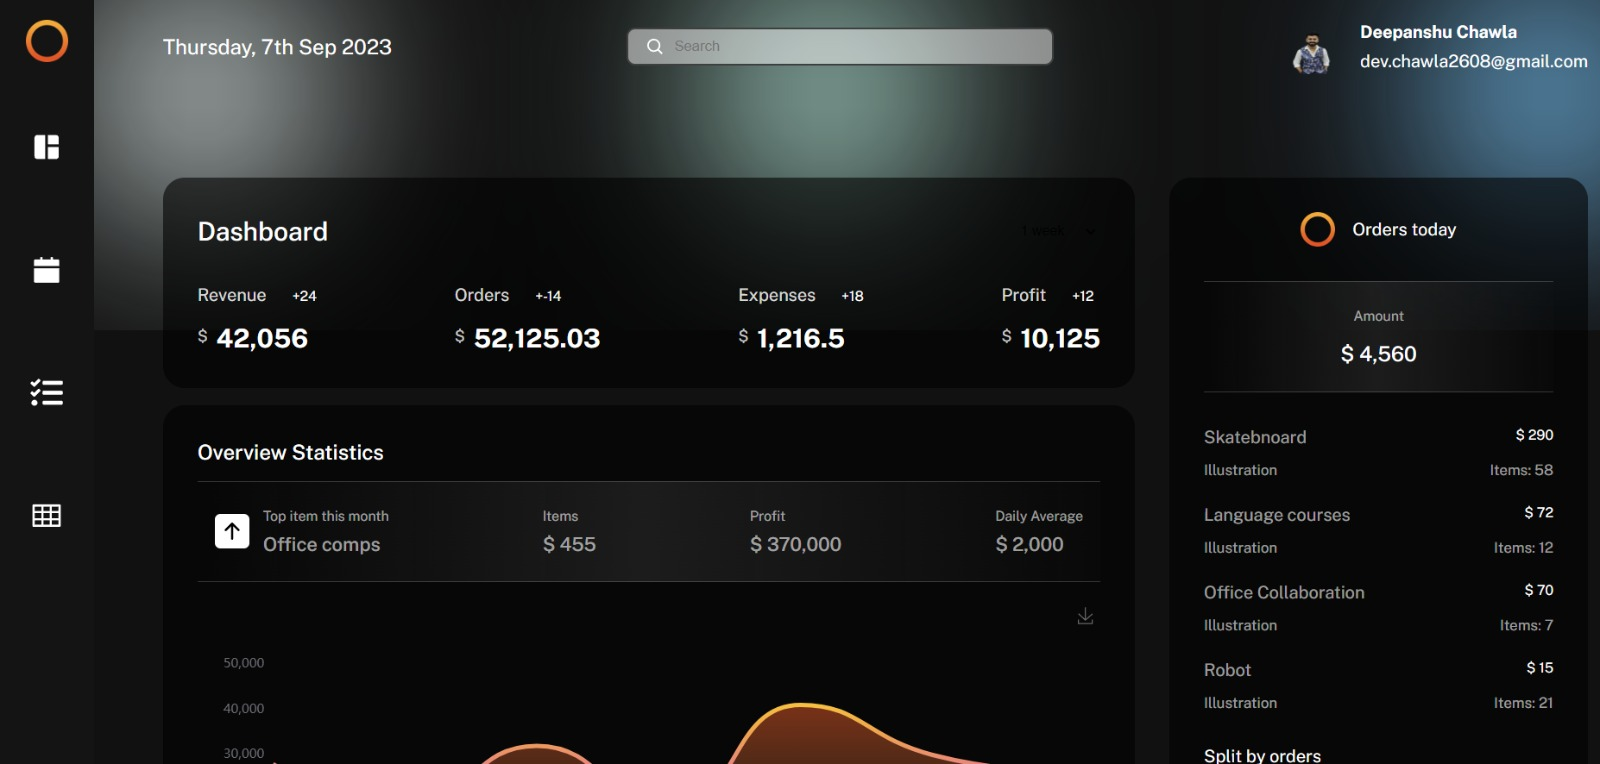 Thursday, 7th Sep 2023
Search
Deepanshu Chawla
dev.chawla2608@gmail.com
Dashboard
1 week
Revenue +24
$ 42,056
Orders +-14
$ 52,125.03
Expenses +18
$ 1,216.5
Profit +12
$ 10,125
Overview Statistics
Top item this month
Office comps
Items
$ 455
Profit
$ 370,000
Daily Average
$ 2,000
50,000
40,000
30,000
Orders today
Amount
$ 4,560
Skatebnoard $ 290
Illustration Items: 58
Language courses $ 72
Illustration Items: 12
Office Collaboration $ 70
Illustration Items: 7
Robot $ 15
Illustration Items: 21
Split by orders